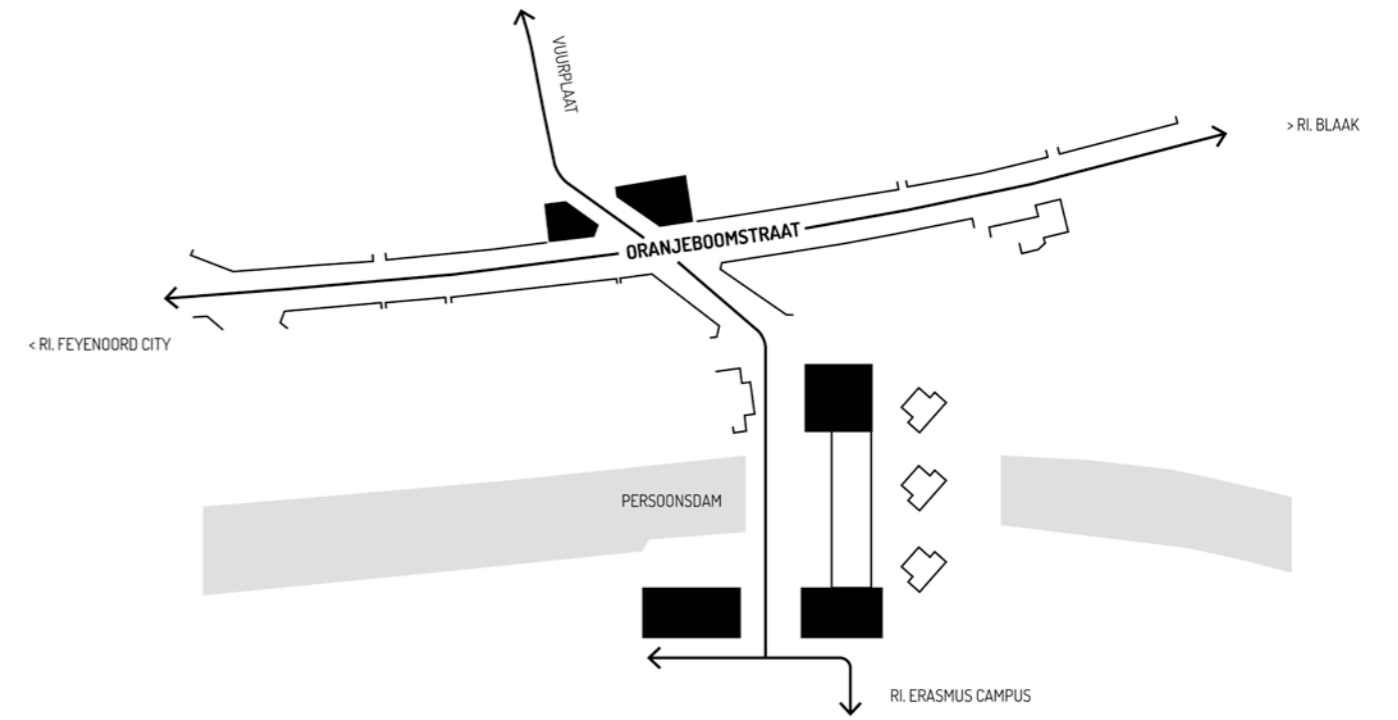 VUURPLAAT
> RI. BLAAK
ORANJEBOOMSTRAAT
< RI. FEYENOORD CITY
PERSOONSDAM
RI. ERASMUS CAMPUS